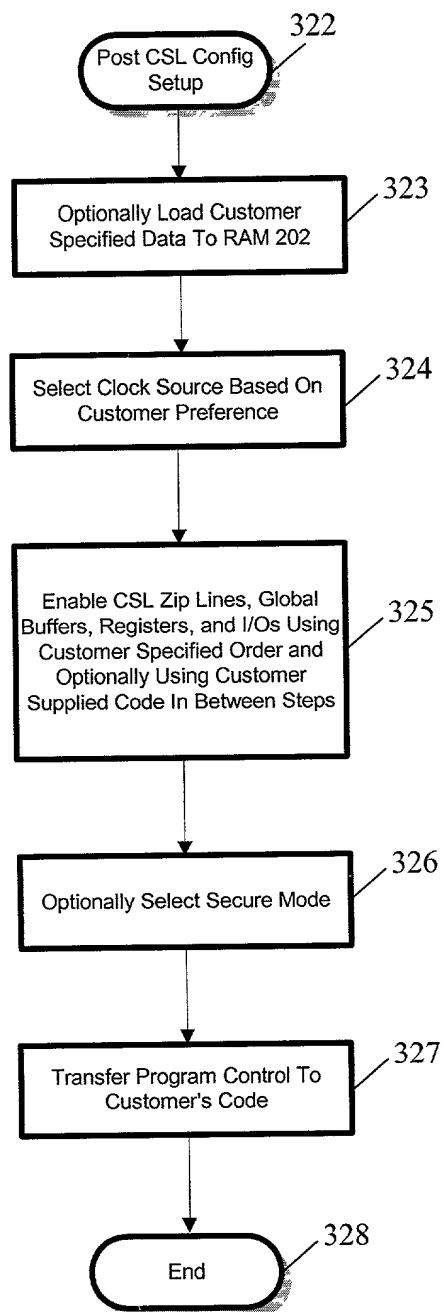 Post CSL Config
Setup
322
Optionally Load Customer
Specified Data To RAM 202
323
Select Clock Source Based On
Customer Preference
324
Enable CSL Zip Lines, Global
Buffers, Registers, and I/Os Using
Customer Specified Order and
Optionally Using Customer
Supplied Code In Between Steps
325
Optionally Select Secure Mode
326
Transfer Program Control To
Customer's Code
327
End
328